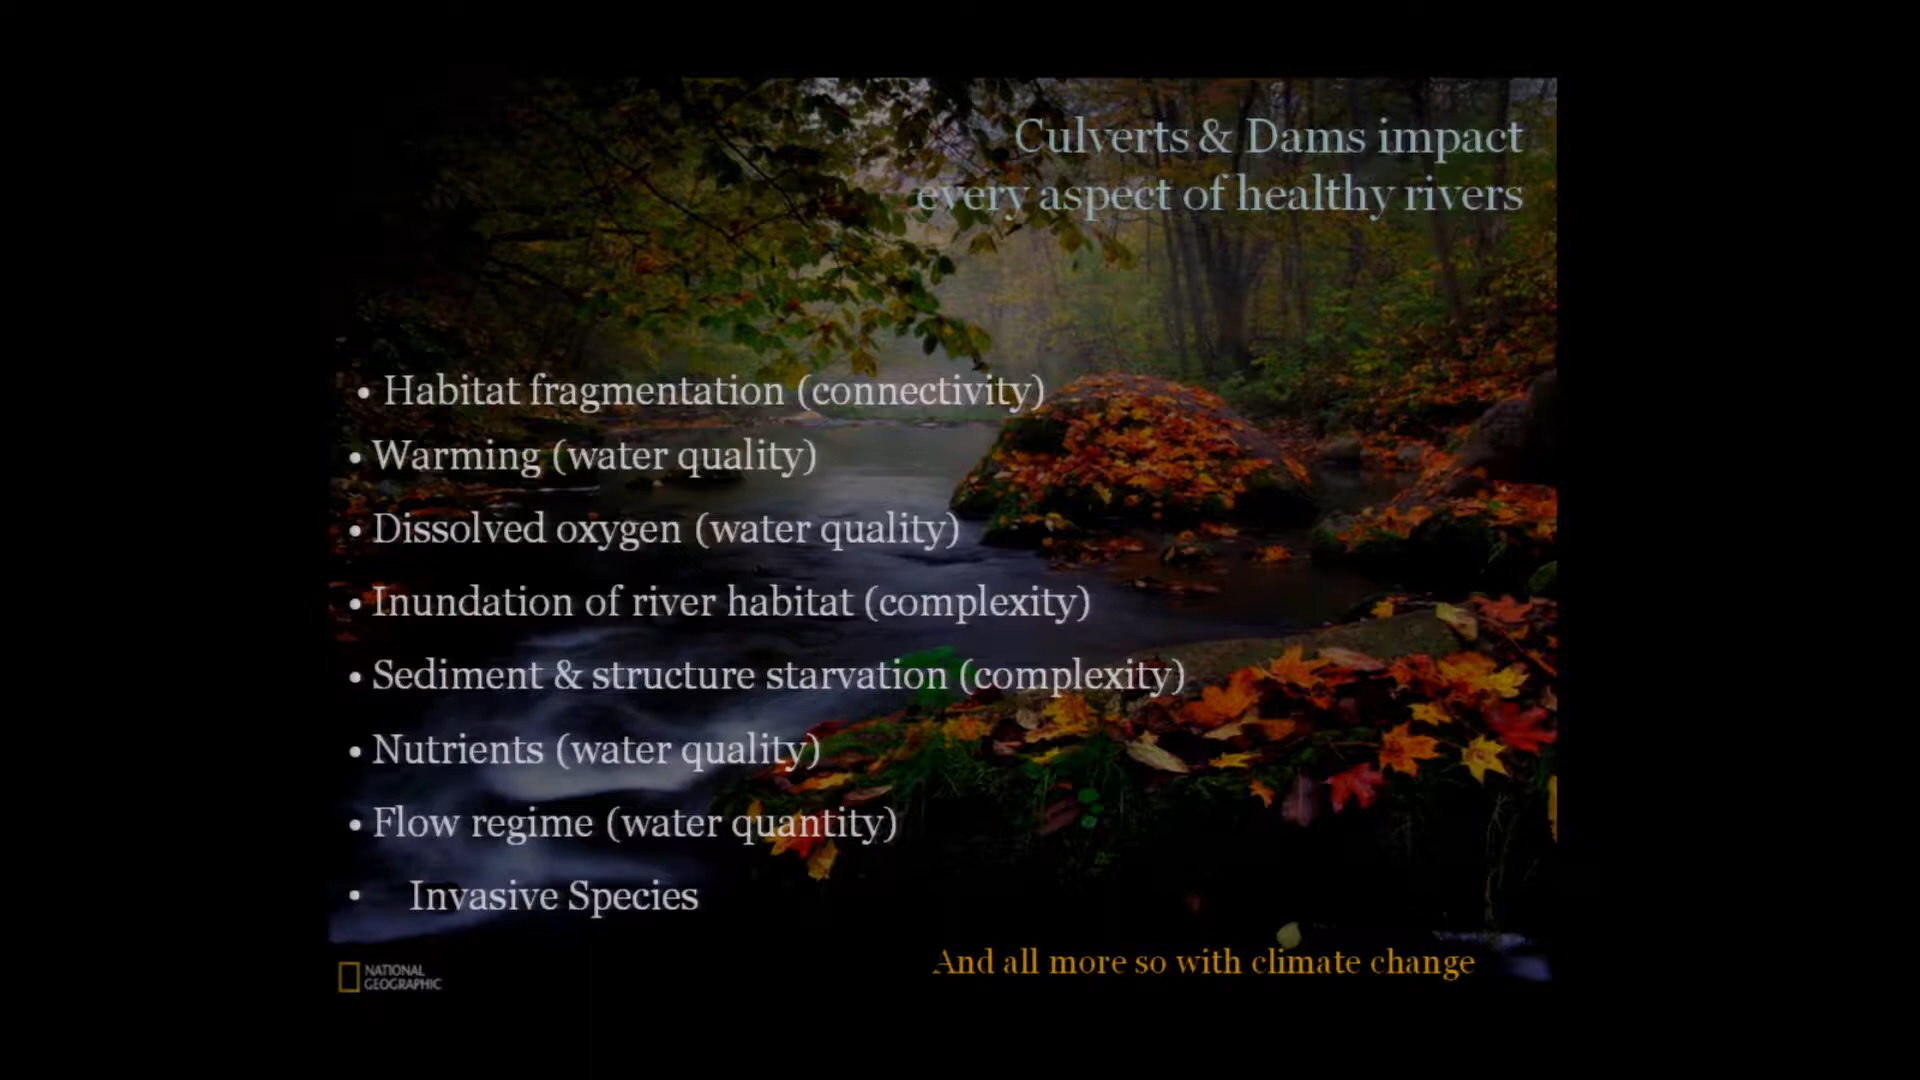 Culverts & Dams impact
every aspect of healthy rivers
• Habitat fragmentation (connectivity)
• Warming (water quality)
• Dissolved oxygen (water quality)
• Inundation of river habitat (complexity)
• Sediment & structure starvation (complexity)
• Nutrients (water quality)
• Flow regime (water quantity)
• Invasive Species
And all more so with climate change
NATIONAL
GEOGRAPHIC